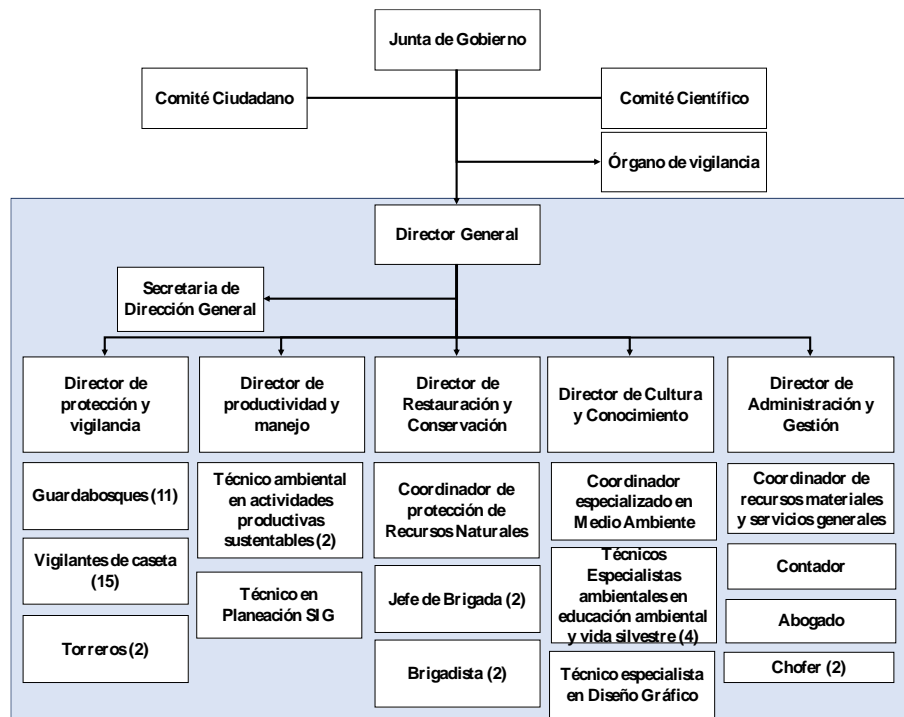 Junta de Gobierno
Comité Ciudadano
Comité Científico
Órgano de vigilancia
Director General
Secretaria de
Dirección General
Director de
protección y
vigilancia
Director de
productividad y
manejo
Director de
Restauración y
Conservación
Director de Cultura
y Conocimiento
Director de
Administración y
Gestión
Guardabosques (11)
Vigilantes de caseta
(15)
Torreros (2)
Técnico ambiental
en actividades
productivas
sustentables (2)
Técnico en
Planeación SIG
Coordinador de
protección de
Recursos Naturales
Jefe de Brigada (2)
Brigadista (2)
Coordinador
especializado en
Medio Ambiente
Técnicos
Especialistas
ambientales en
educación ambiental
y vida silvestre (4)
Técnico especialista
en Diseño Gráfico
Coordinador de
recursos materiales
y servicios generales
Contador
Abogado
Chofer (2)